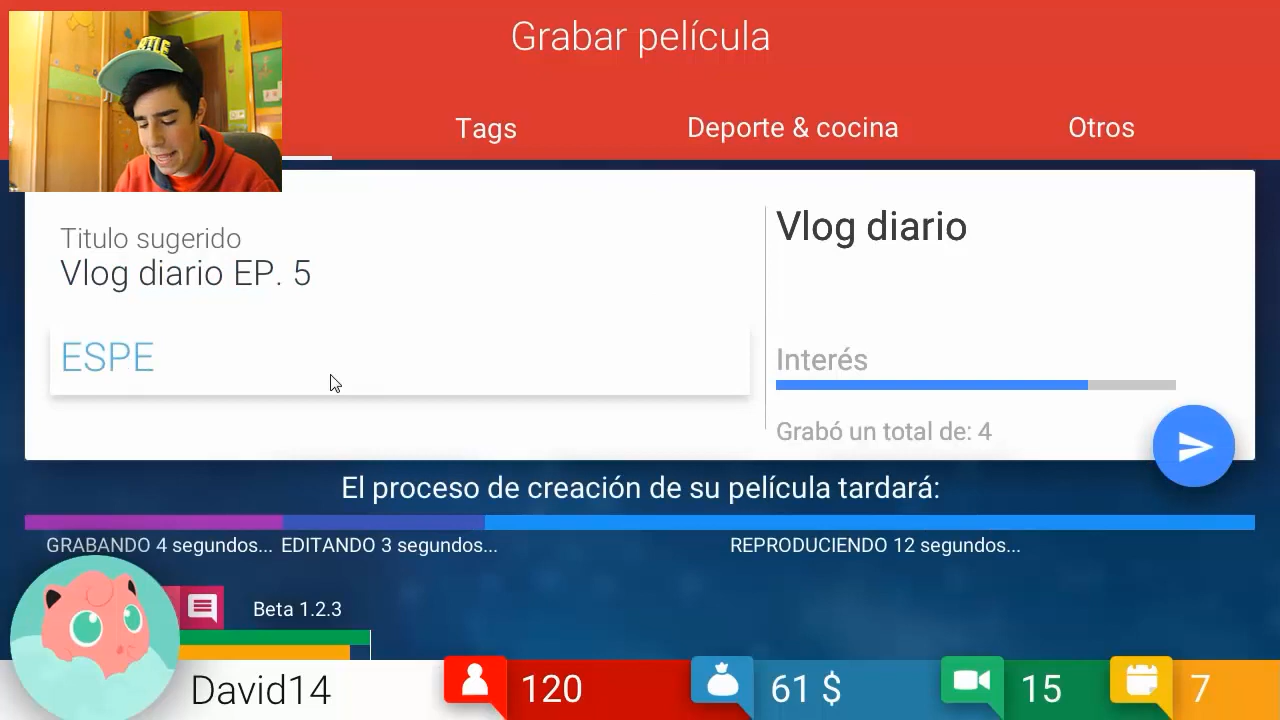 Grabar película
Tags
Deporte & cocina
Otros
Titulo sugerido
Vlog diario EP. 5
ESPE
Vlog diario
Interés
Grabó un total de: 4
El proceso de creación de su película tardará:
GRABANDO 4 segundos...
EDITANDO 3 segundos...
REPRODUCIENDO 12 segundos...
Beta 1.2.3
David14
120
61 $
15
7